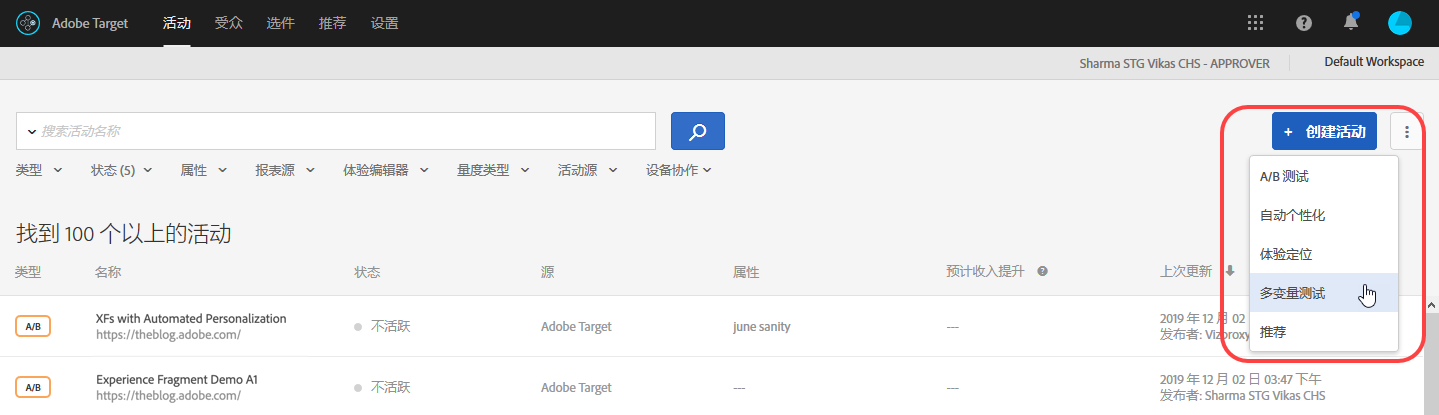 Adobe Target 活动 受众 选件 推荐 设置
Sharma STG Vikas CHS - APPROVER Default Workspace
搜索活动名称
+ 创建活动
类型 状态 (5) 属性 报表源 体验编辑器 量度类型 活动源 设备协作
A/B 测试
自动个性化
体验定位
多变量测试
推荐
找到 100 个以上的活动
类型 名称 状态 源 属性 预计收入提升 上次更新
A/B XFs with Automated Personalization 不活跃 Adobe Target june sanity --- 2019 年 12 月 02
https://theblog.adobe.com/ 发布者: Vizproxy
A/B Experience Fragment Demo A1 不活跃 Adobe Target --- --- 2019 年 12 月 02 日 03:47 下午
https://theblog.adobe.com/ 发布者: Sharma STG Vikas CHS